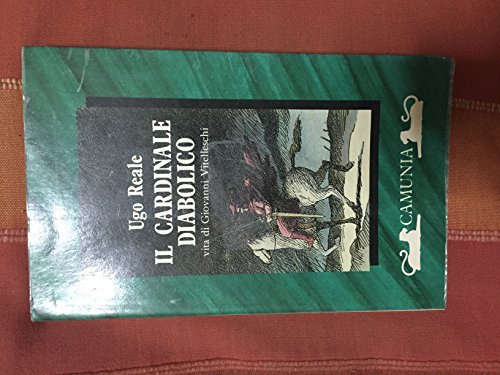 Ugo Reale
IL CARDINALE
DIABOLICO
vita di Giovanni Vitelleschi
CAMUNIA